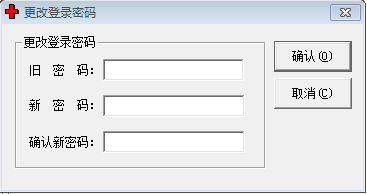 更改登录密码
更改登录密码
旧 密 码：
新 密 码：
确认新密码：
确认(O)
取消(C)